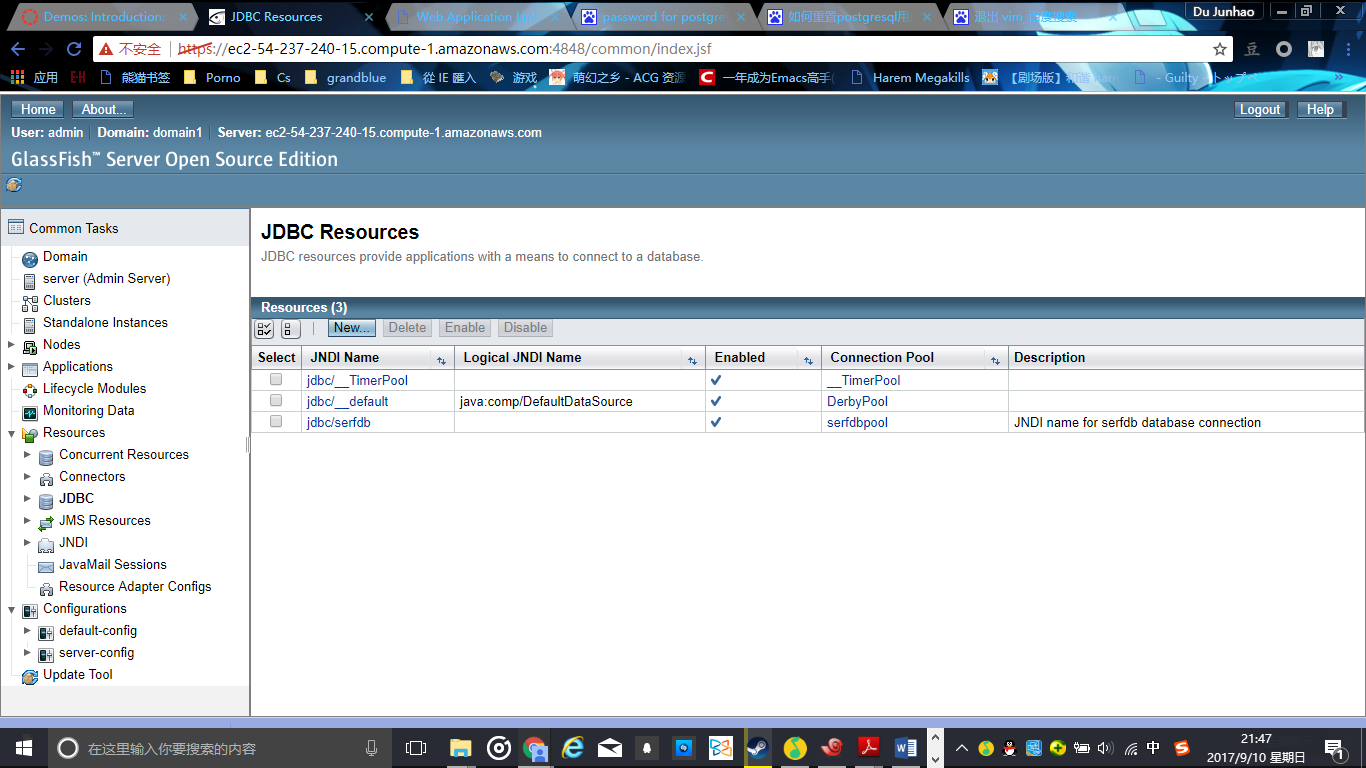 Demos: Introduction
JDBC Resources
Web Application Lin
password for postgre
如何重置postgresql用
退出 vim_百度搜索
Du Junhao
不安全 https://ec2-54-237-240-15.compute-1.amazonaws.com:4848/common/index.jsf
应用 E-H 熊猫书签 Porno Cs grandblue 從 IE 匯入 游戏 萌幻之乡 - ACG 资源 一年成为Emacs高手( Harem Megakills 【剧场版】 - Guilty -
Home About... Logout Help
User: admin Domain: domain1 Server: ec2-54-237-240-15.compute-1.amazonaws.com
GlassFish™ Server Open Source Edition
Common Tasks
Domain
server (Admin Server)
Clusters
Standalone Instances
Nodes
Applications
Lifecycle Modules
Monitoring Data
Resources
Concurrent Resources
Connectors
JDBC
JMS Resources
JNDI
JavaMail Sessions
Resource Adapter Configs
Configurations
default-config
server-config
Update Tool
JDBC Resources
JDBC resources provide applications with a means to connect to a database.
Resources (3)
New... Delete Enable Disable
Select JNDI Name Logical JNDI Name Enabled Connection Pool Description
jdbc/__TimerPool __TimerPool
jdbc/__default java:comp/DefaultDataSource DerbyPool
jdbc/serfdb serfdbpool JNDI name for serfdb database connection
在这里输入你要搜索的内容
中
21:47
2017/9/10 星期日
1